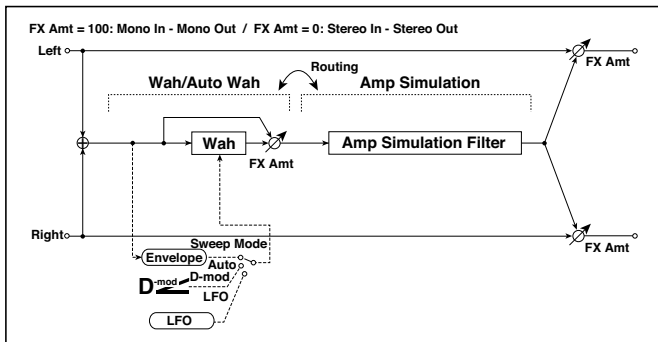 FX Amt = 100: Mono In - Mono Out / FX Amt = 0: Stereo In - Stereo Out
Left
FX Amt
Routing
Wah/Auto Wah
Amp Simulation
Wah
FX Amt
Amp Simulation Filter
Right
FX Amt
Sweep Mode
Envelope
Auto
D-mod
D-mod
LFO
LFO